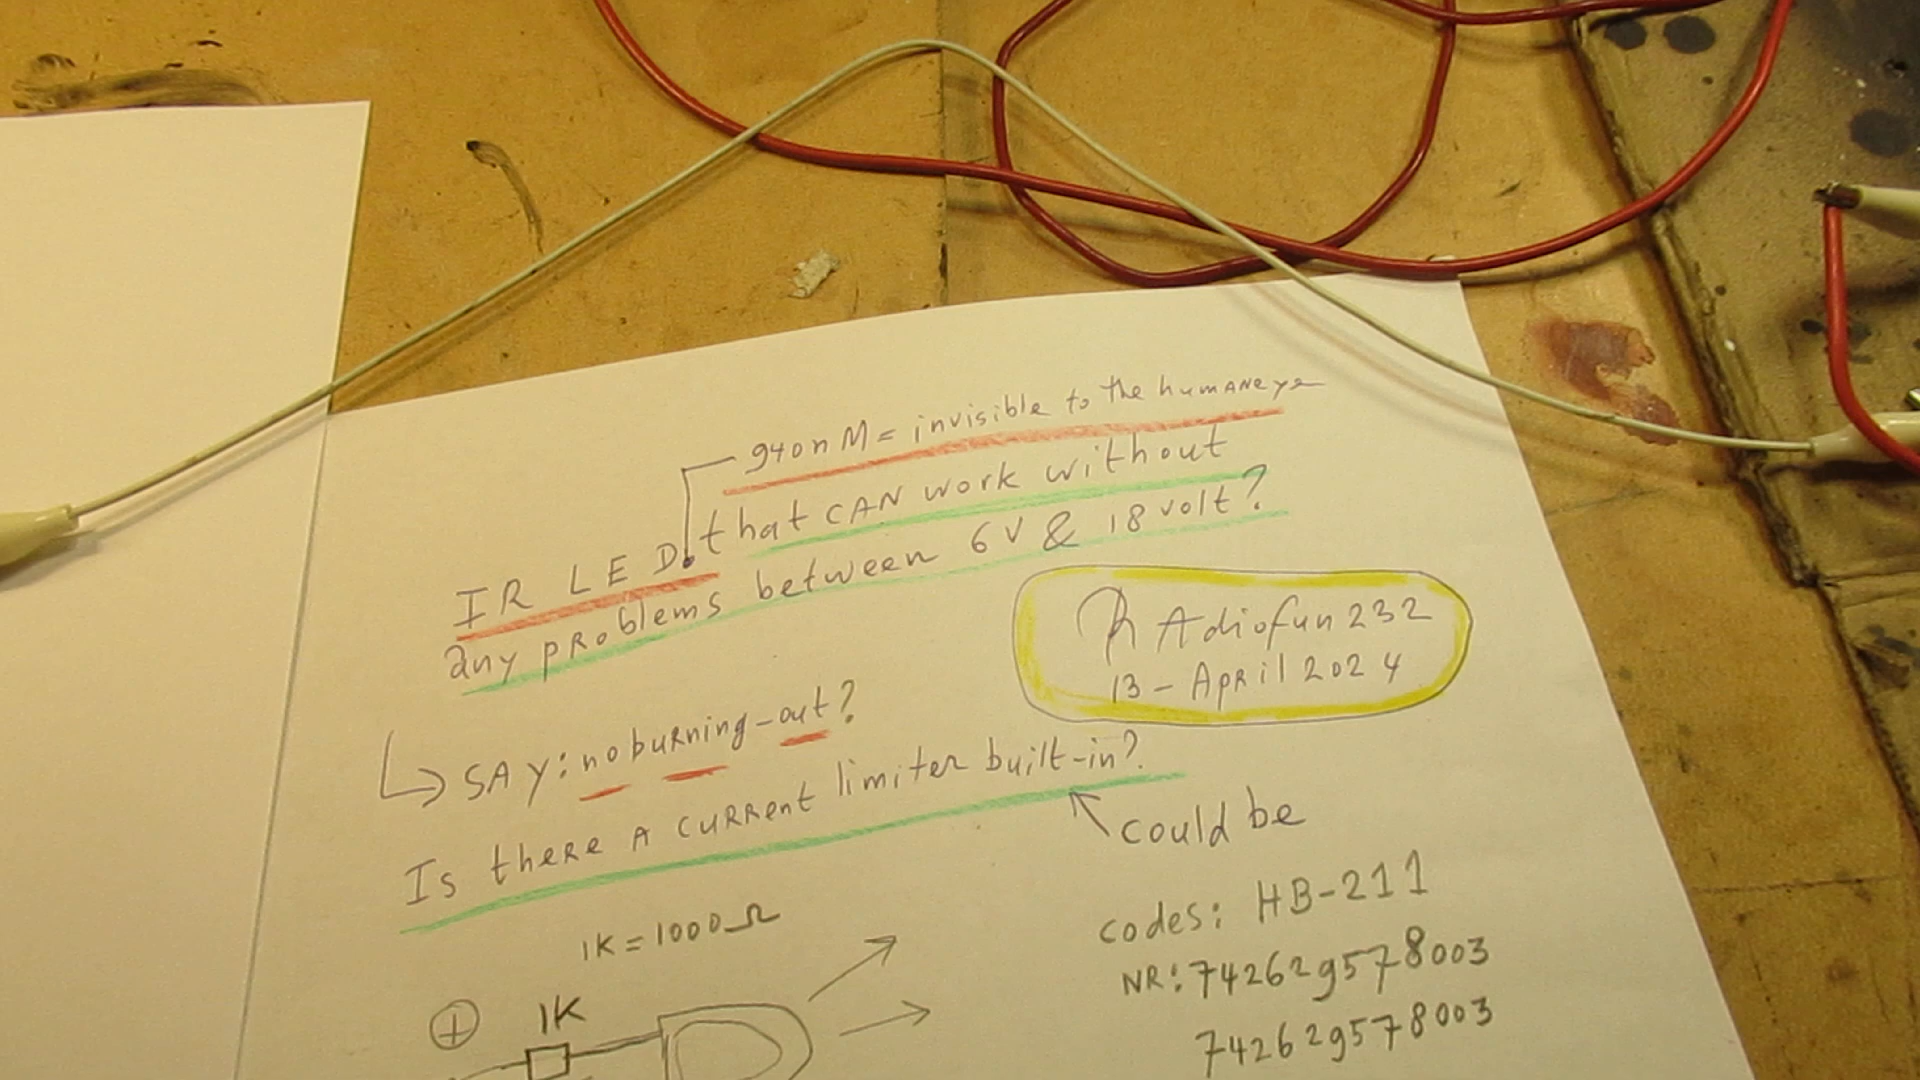 940nM = invisible to the human eye
IR LED that CAN work without
any problems between 6V & 18 volt?
Radiofun232
13 - April 2024
SAY: no burning-out?
Is there A current limiter built-in?
could be
codes: HB-211
NR: 742629578003
7426 29578003
1K = 1000Ω
+ 1K